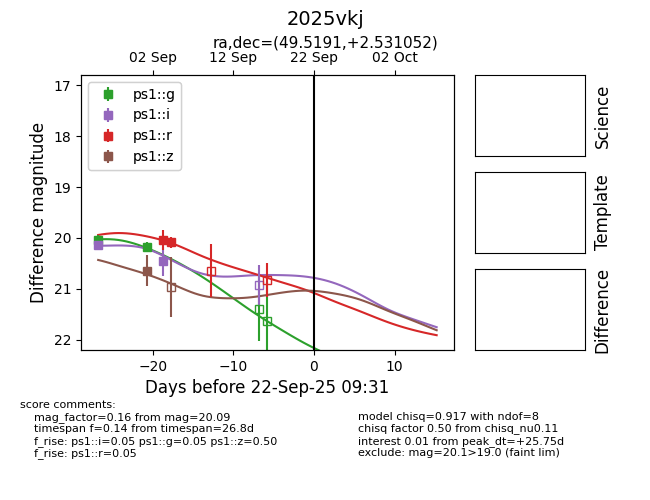 2025vkj
ra,dec=(49.5191,+2.531052)
02 Sep 12 Sep 22 Sep 02 Oct
17
18
19
20
21
22
Difference magnitude
ps1::g
ps1::i
ps1::r
ps1::z
−20 −10 0 10
Days before 22-Sep-25 09:31
Science
Template
Difference
score comments:
mag_factor=0.16 from mag=20.09
timespan f=0.14 from timespan=26.8d
f_rise: ps1::i=0.05 ps1::g=0.05 ps1::z=0.50
f_rise: ps1::r=0.05
model chisq=0.917 with ndof=8
chisq factor 0.50 from chisq_nu0.11
interest 0.01 from peak_dt=+25.75d
exclude: mag=20.1>19.0 (faint lim)